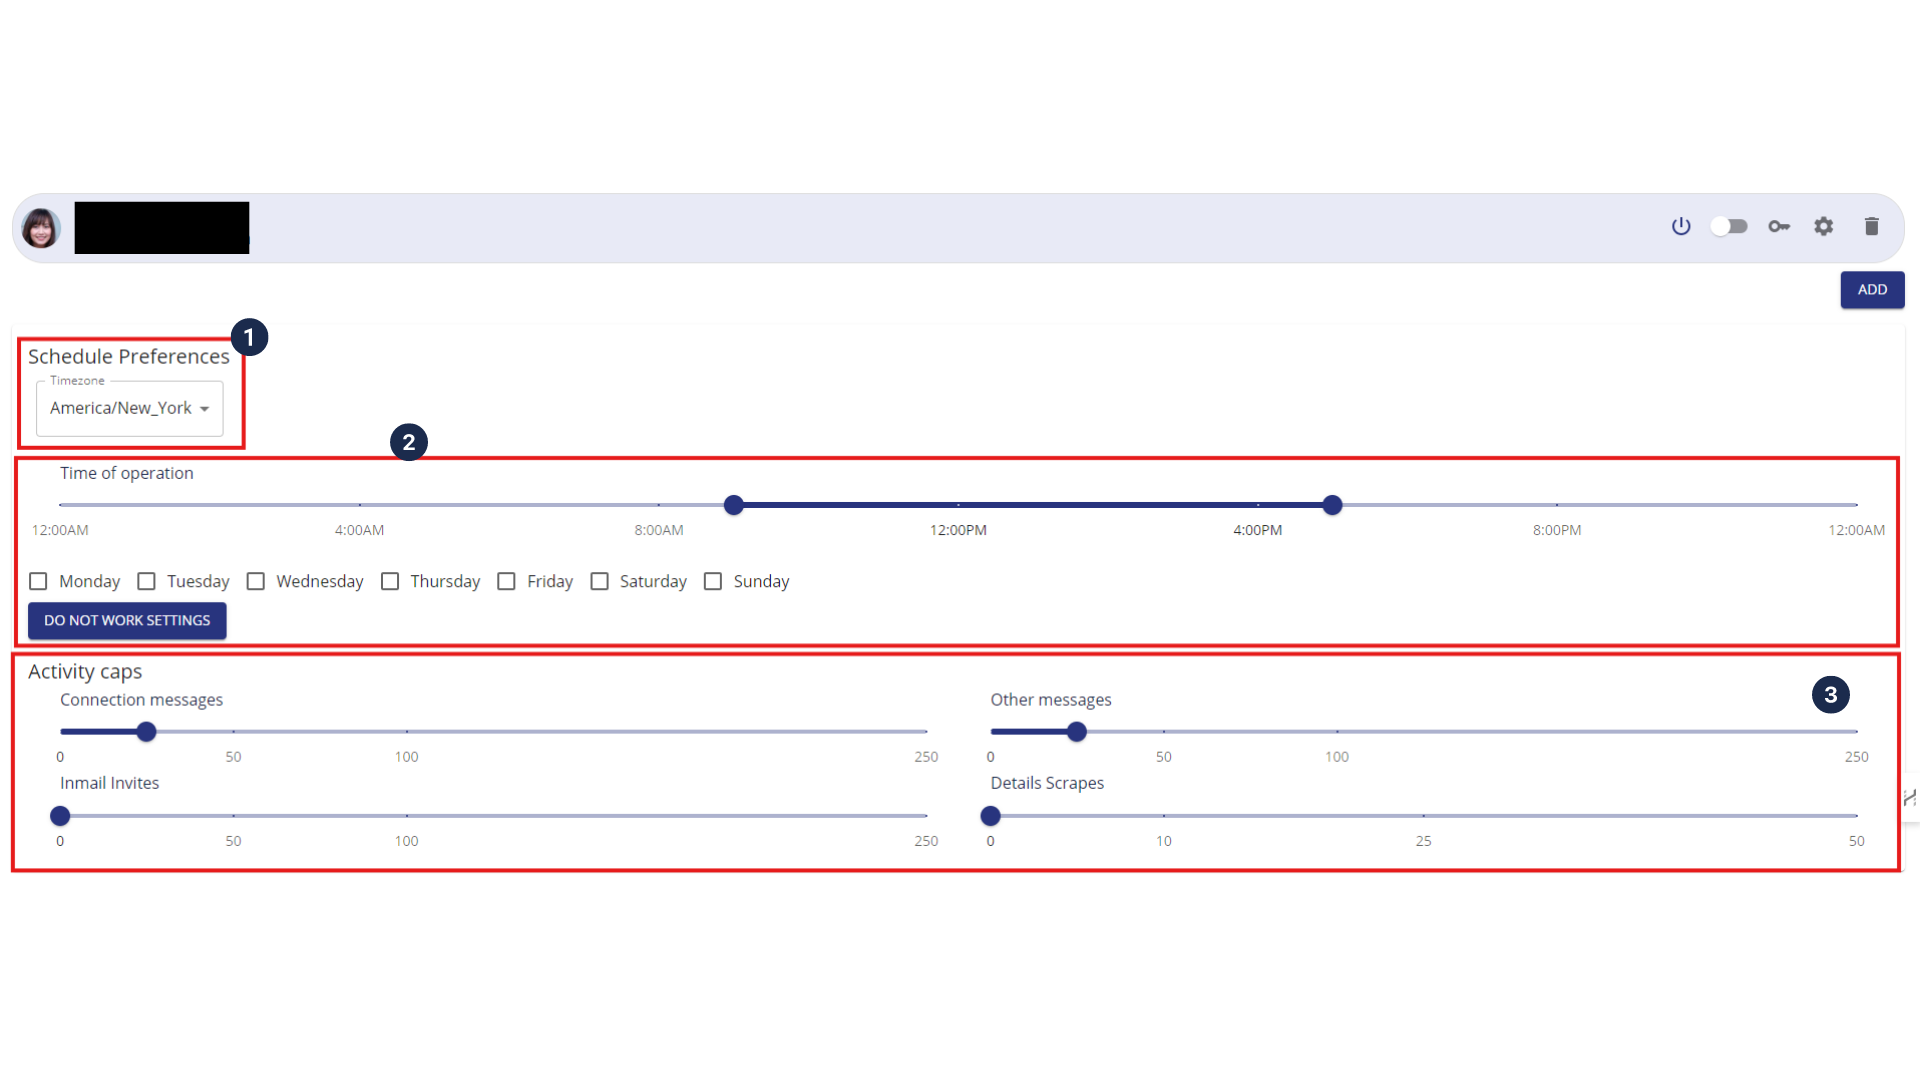 ADD
1
Schedule Preferences
Timezone
America/New_York
2
Time of operation
12:00AM 4:00AM 8:00AM 12:00PM 4:00PM 8:00PM 12:00AM
Monday Tuesday Wednesday Thursday Friday Saturday Sunday
DO NOT WORK SETTINGS
Activity caps
3
Connection messages
0 50 100 250
Other messages
0 50 100 250
Inmail Invites
0 50 100 250
Details Scrapes
0 10 25 50